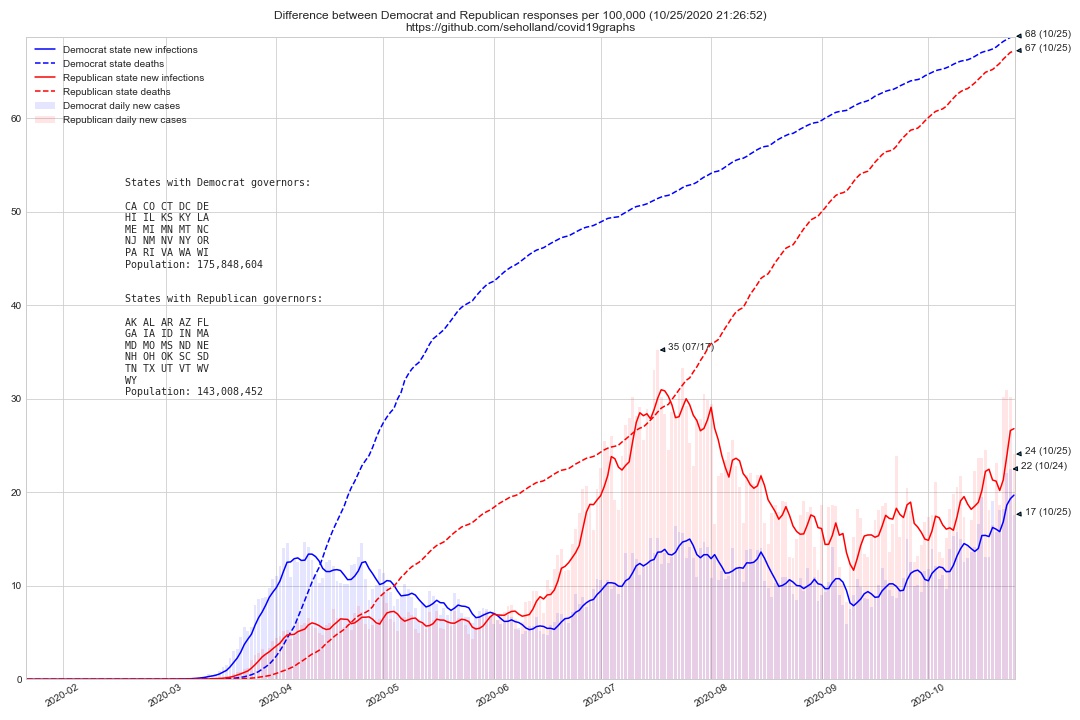 Difference between Democrat and Republican responses per 100,000 (10/25/2020 21:26:52)
https://github.com/seholland/covid19graphs
Democrat state new infections
Democrat state deaths
Republican state new infections
Republican state deaths
Democrat daily new cases
Republican daily new cases
States with Democrat governors:
CA CO CT DC DE
HI IL KS KY LA
ME MI MN MT NC
NJ NM NV NY OR
PA RI VA WA WI
Population: 175,848,604
States with Republican governors:
AK AL AR AZ FL
GA IA ID IN MA
MD MO MS ND NE
NH OH OK SC SD
TN TX UT VT WV
WY
Population: 143,008,452
68 (10/25)
67 (10/25)
35 (07/17)
24 (10/25)
22 (10/24)
17 (10/25)
60
50
40
30
20
10
0
2020-02
2020-03
2020-04
2020-05
2020-06
2020-07
2020-08
2020-09
2020-10